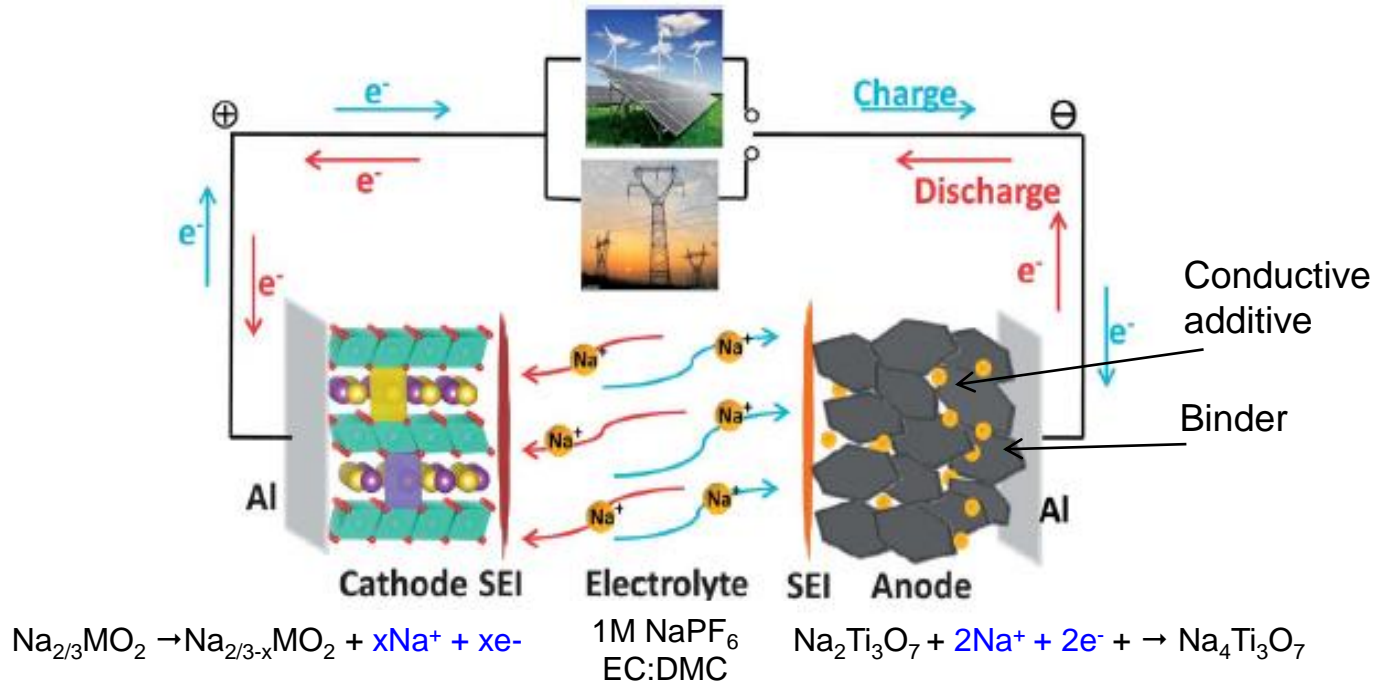 e⁻
Charge
⊕
⊖
e⁻
Discharge
e⁻
e⁻
e⁻
e⁻
Conductive
additive
Na⁺
Na⁺
Na⁺
Na⁺
Na⁺
Na⁺
Binder
Al
Al
Cathode SEI
Electrolyte
SEI
Anode
Na₂/₃MO₂ →Na₂/₃₋ₓMO₂ + xNa⁺ + xe-
1M NaPF₆
EC:DMC
Na₂Ti₃O₇ + 2Na⁺ + 2e⁻ + → Na₄Ti₃O₇